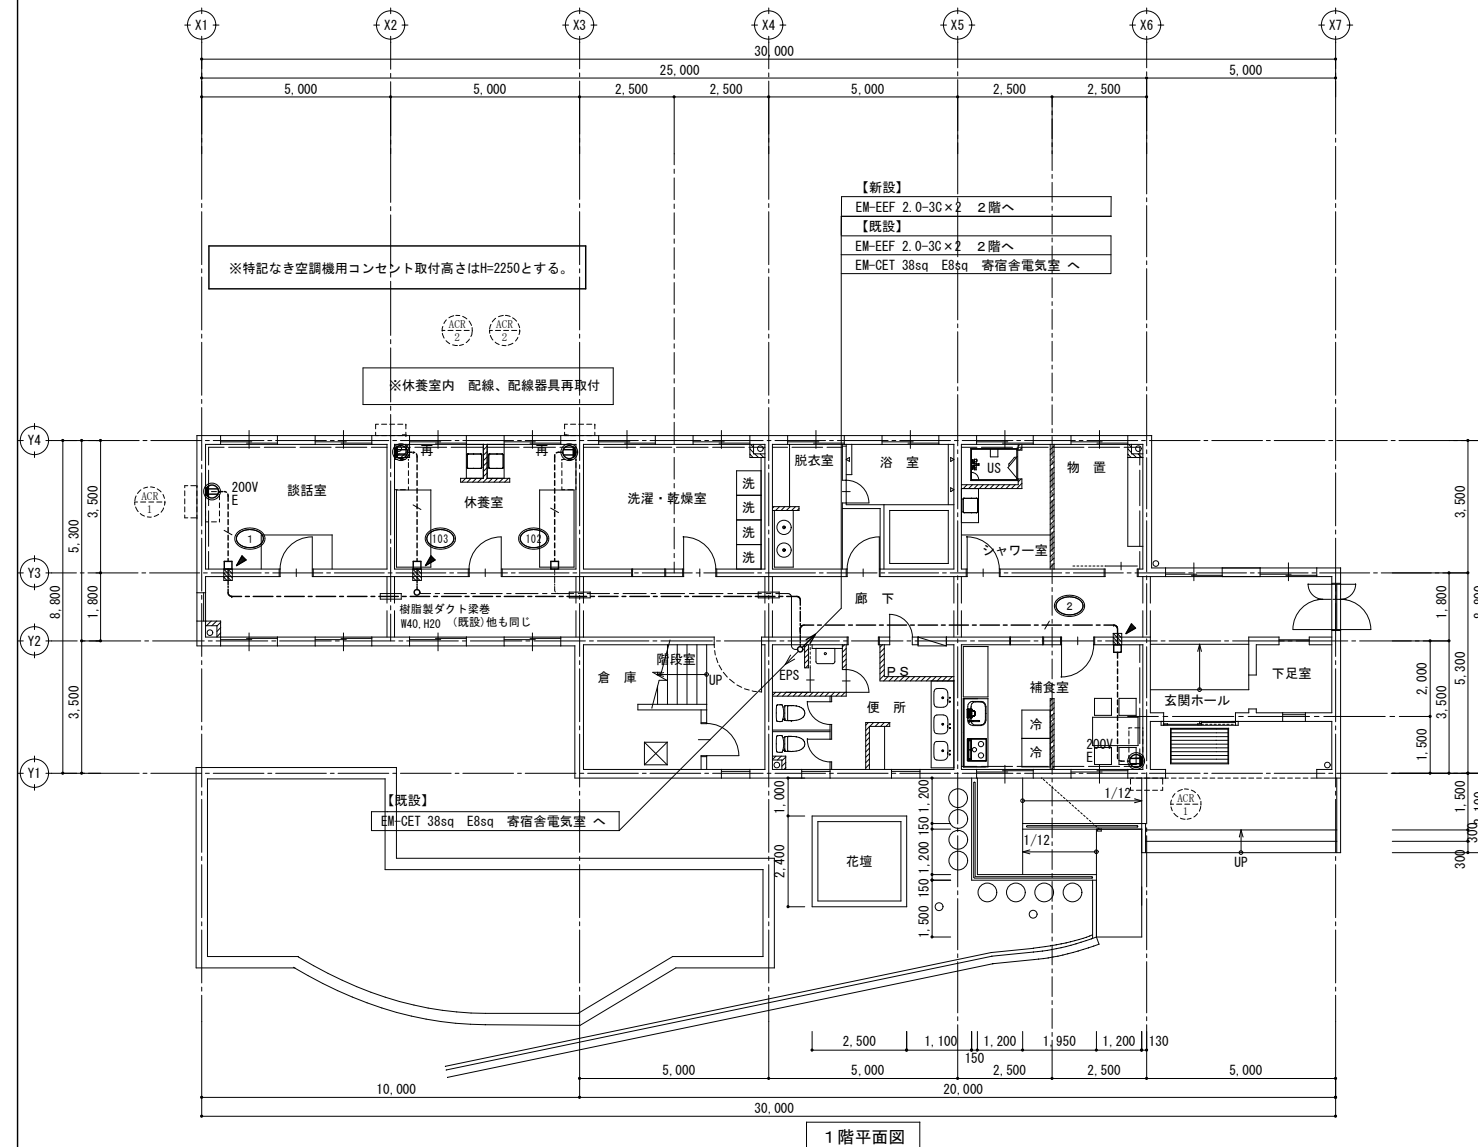 X1 X2 X3 X4 X5 X6 X7
30,000
25,000 5,000
5,000 5,000 2,500 2,500 5,000 2,500 2,500
【新設】
EM-EEF 2.0-3C×2 2階へ
【既設】
EM-EEF 2.0-3C×2 2階へ
EM-CET 38sq E8sq 寄宿舎電気室 へ
※特記なき空調機用コンセント取付高さはH=2250とする。
ACR
2
ACR
2
※休養室内 配線、配線器具再取付
Y4
再 再
脱衣室 浴 室 US 物 置
ACR
1
200V
E
談話室 休養室 洗濯・乾燥室
洗
洗
洗
洗
1 103 102
シャワー室
3,500 5,300 8,800 1,800 3,500
3,500 1,800 8,800
Y3
樹脂製ダクト梁巻
W40,H20 (既設)他も同じ
廊 下 2
Y2
倉 庫 階段室 UP EPS PS
便 所 補食室
冷
冷
200V
E
玄関ホール 下足室
2,000 3,500 5,300 1,500
Y1
【既設】
EM-CET 38sq E8sq 寄宿舎電気室 へ
1,000
2,400
花壇
1,200
150
1,200
150
1,500
1/12
1/12
ACR
1
UP
1,500
300
300
2,500 1,100 150 1,200 1,950 1,200 130
5,000 5,000 2,500 2,500 5,000
10,000 20,000
30,000
1階平面図